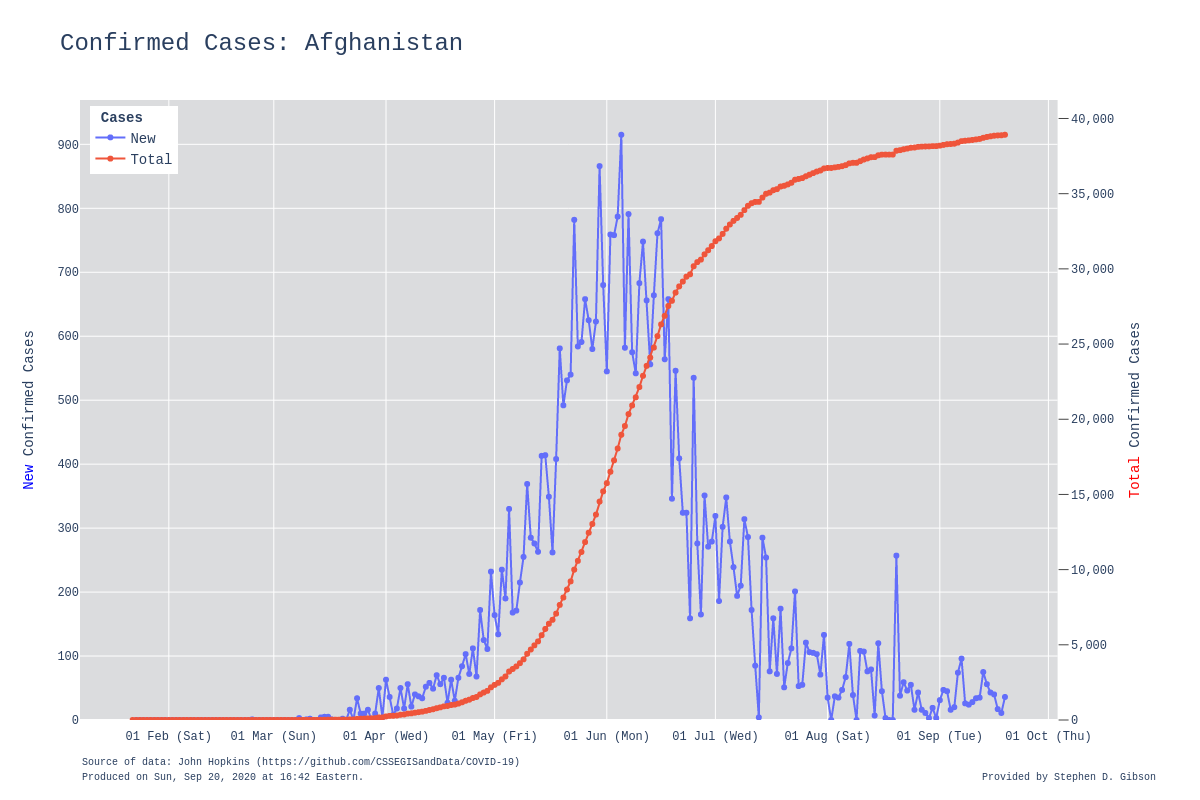 Confirmed Cases: Afghanistan
Cases
New
Total
900
800
700
600
500
400
300
200
100
0
New Confirmed Cases
40,000
35,000
30,000
25,000
20,000
15,000
10,000
5,000
0
Total Confirmed Cases
01 Feb (Sat) 01 Mar (Sun) 01 Apr (Wed) 01 May (Fri) 01 Jun (Mon) 01 Jul (Wed) 01 Aug (Sat) 01 Sep (Tue) 01 Oct (Thu)
Source of data: John Hopkins (https://github.com/CSSEGISandData/COVID-19)
Produced on Sun, Sep 20, 2020 at 16:42 Eastern.
Provided by Stephen D. Gibson